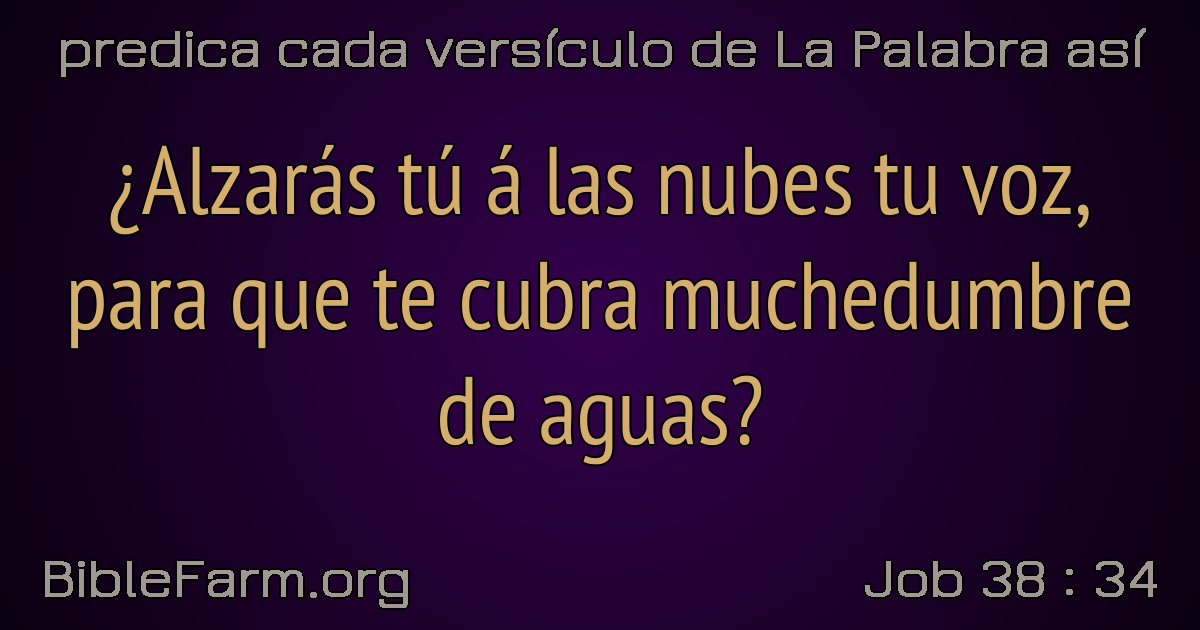 predica cada versículo de La Palabra así
¿Alzarás tú á las nubes tu voz,
para que te cubra muchedumbre
de aguas?
BibleFarm.org
Job 38 : 34